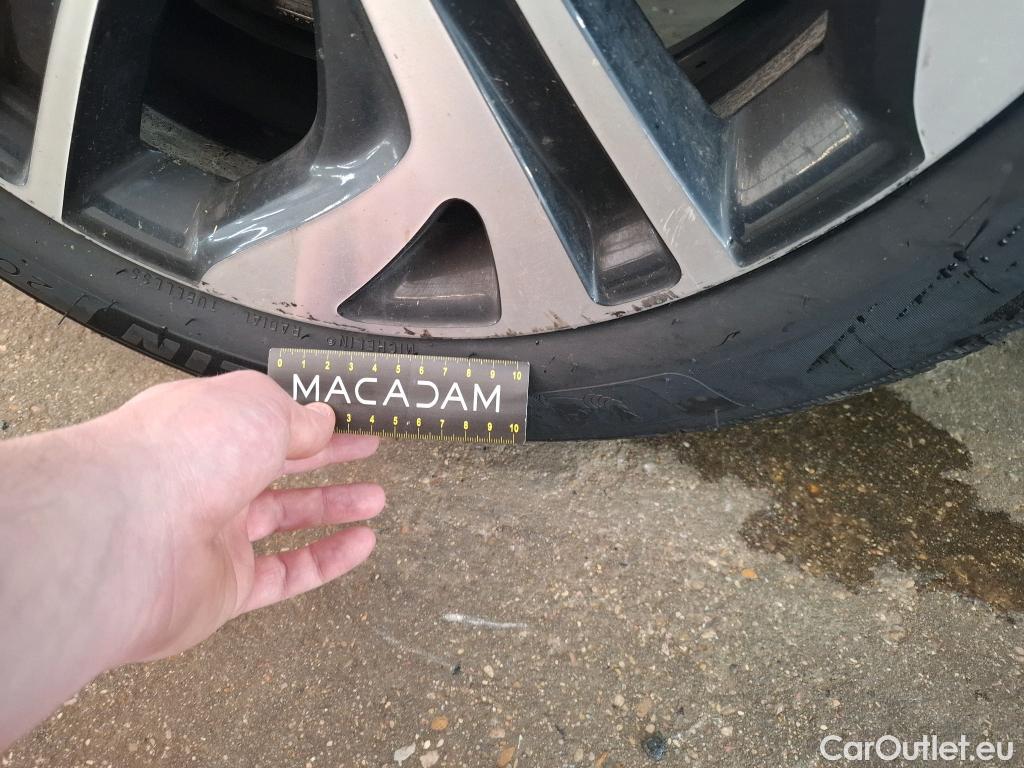 TUBELESS
RADIAL
MICHELIN®
0 1 2 3 4 5 6 7 8 9 10
MACADAM
3 4 5 6 7 8 9 10
CarOutlet.eu